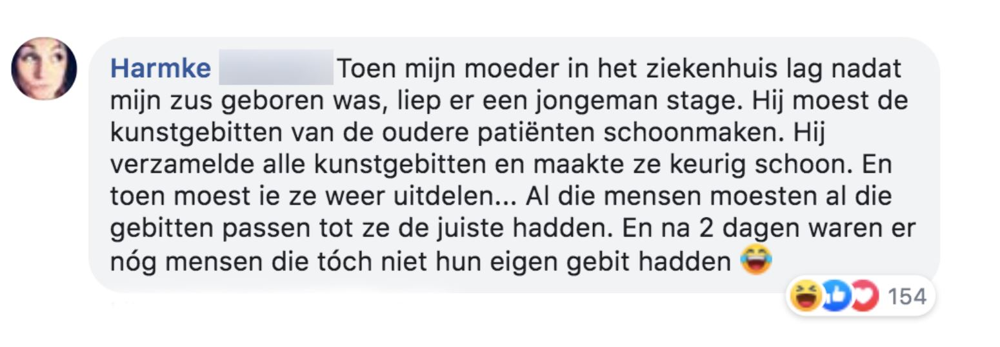 Harmke Toen mijn moeder in het ziekenhuis lag nadat
mijn zus geboren was, liep er een jongeman stage. Hij moest de
kunstgebitten van de oudere patiënten schoonmaken. Hij
verzamelde alle kunstgebitten en maakte ze keurig schoon. En
toen moest ie ze weer uitdelen... Al die mensen moesten al die
gebitten passen tot ze de juiste hadden. En na 2 dagen waren er
nóg mensen die tóch niet hun eigen gebit hadden 😂
154